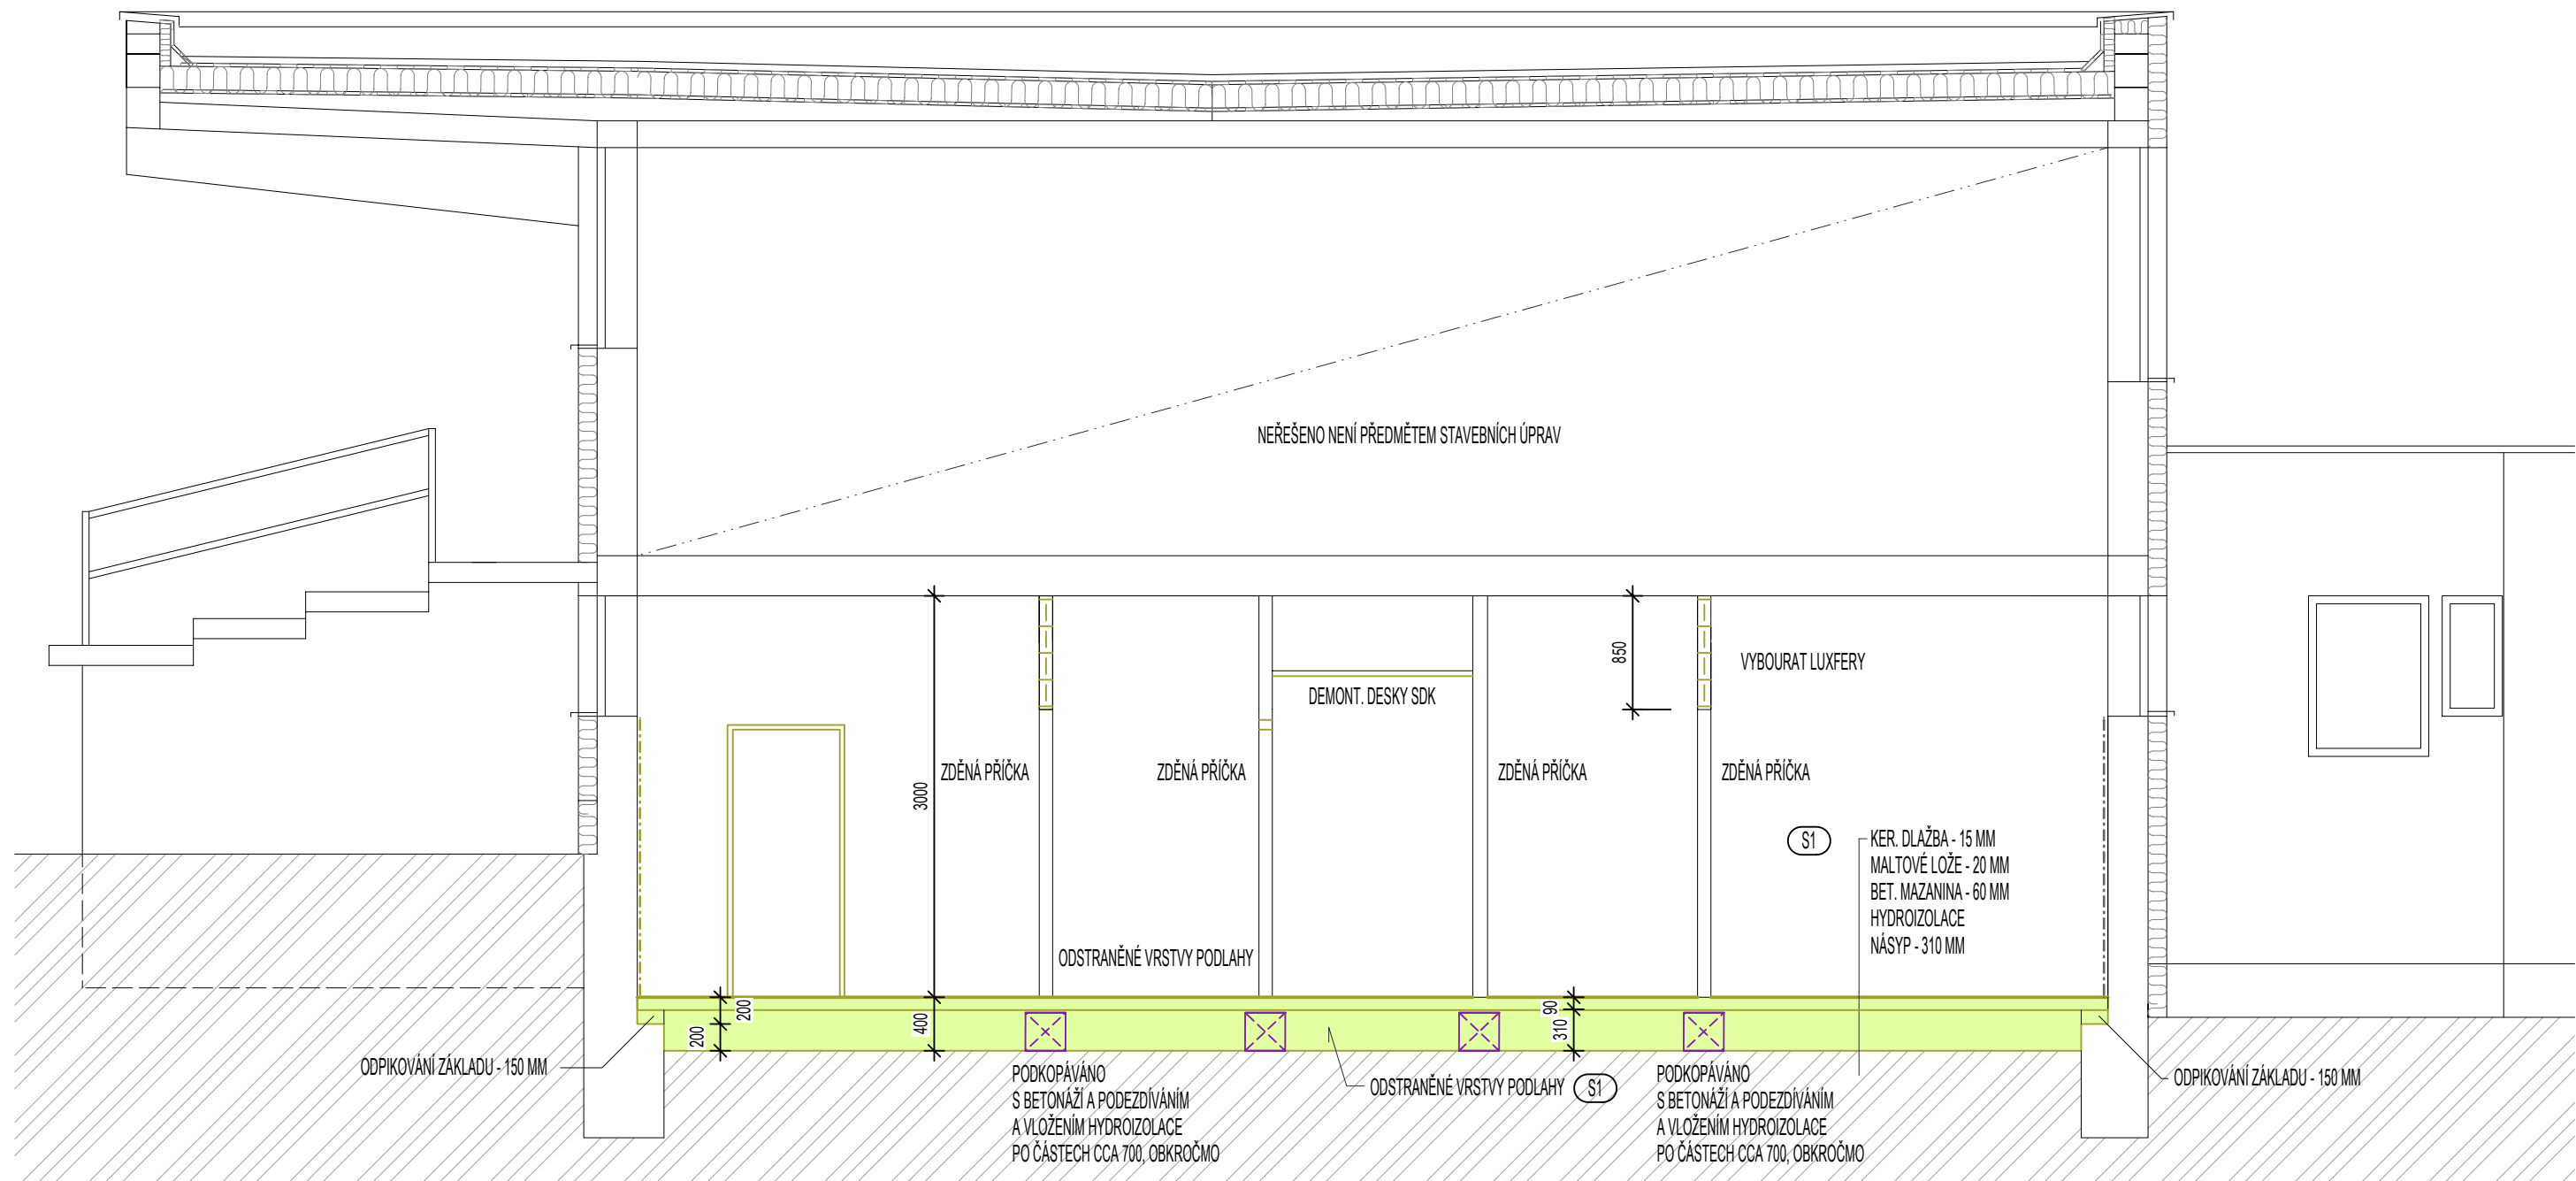 NEŘEŠENO NENÍ PŘEDMĚTEM STAVEBNÍCH ÚPRAV
850
VYBOURAT LUXFERY
DEMONT. DESKY SDK
3000
ZDĚNÁ PŘÍČKA
ZDĚNÁ PŘÍČKA
ZDĚNÁ PŘÍČKA
ZDĚNÁ PŘÍČKA
S1
KER. DLAŽBA - 15 MM
MALTOVÉ LOŽE - 20 MM
BET. MAZANINA - 60 MM
HYDROIZOLACE
NÁSYP - 310 MM
ODSTRANĚNÉ VRSTVY PODLAHY
200
200
400
90
310
ODPIKOVÁNÍ ZÁKLADU - 150 MM
PODKOPÁVÁNO
S BETONÁŽÍ A PODEZDÍVÁNÍM
A VLOŽENÍM HYDROIZOLACE
PO ČÁSTECH CCA 700, OBKROČMO
ODSTRANĚNÉ VRSTVY PODLAHY
S1
PODKOPÁVÁNO
S BETONÁŽÍ A PODEZDÍVÁNÍM
A VLOŽENÍM HYDROIZOLACE
PO ČÁSTECH CCA 700, OBKROČMO
ODPIKOVÁNÍ ZÁKLADU - 150 MM